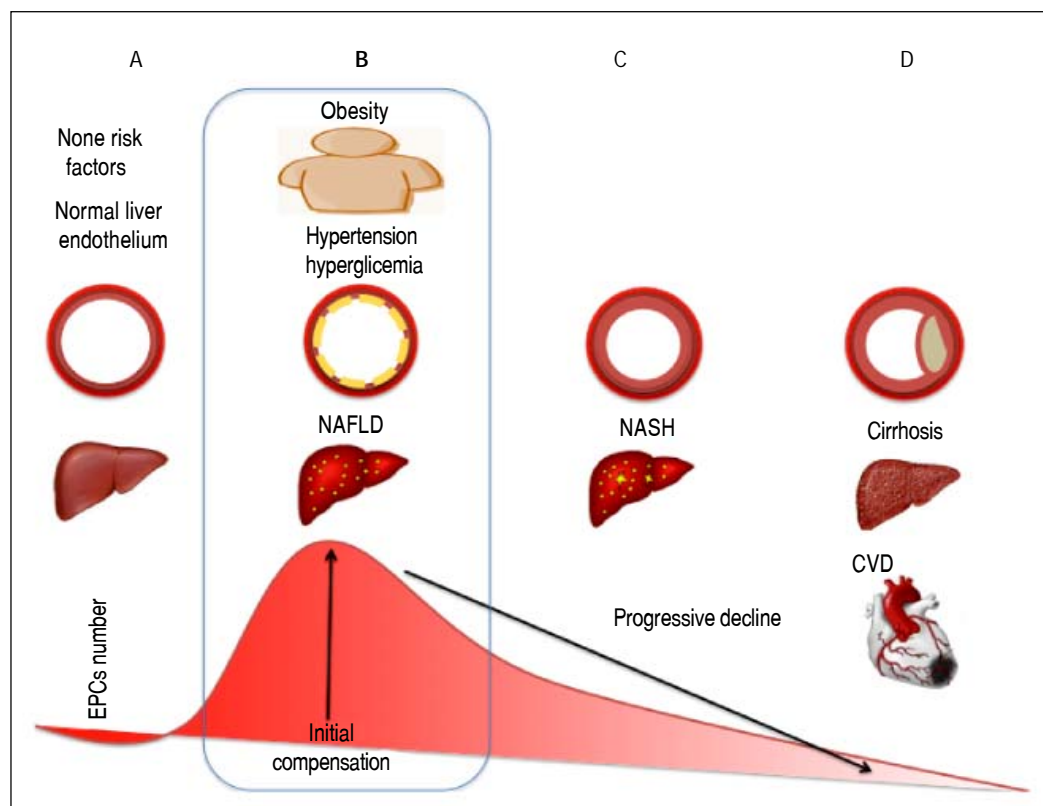 A
B
C
D
None risk
factors
Normal liver
endothelium
Obesity
Hypertension
hyperglicemia
NAFLD
NASH
Cirrhosis
CVD
EPCs number
Initial
compensation
Progressive decline